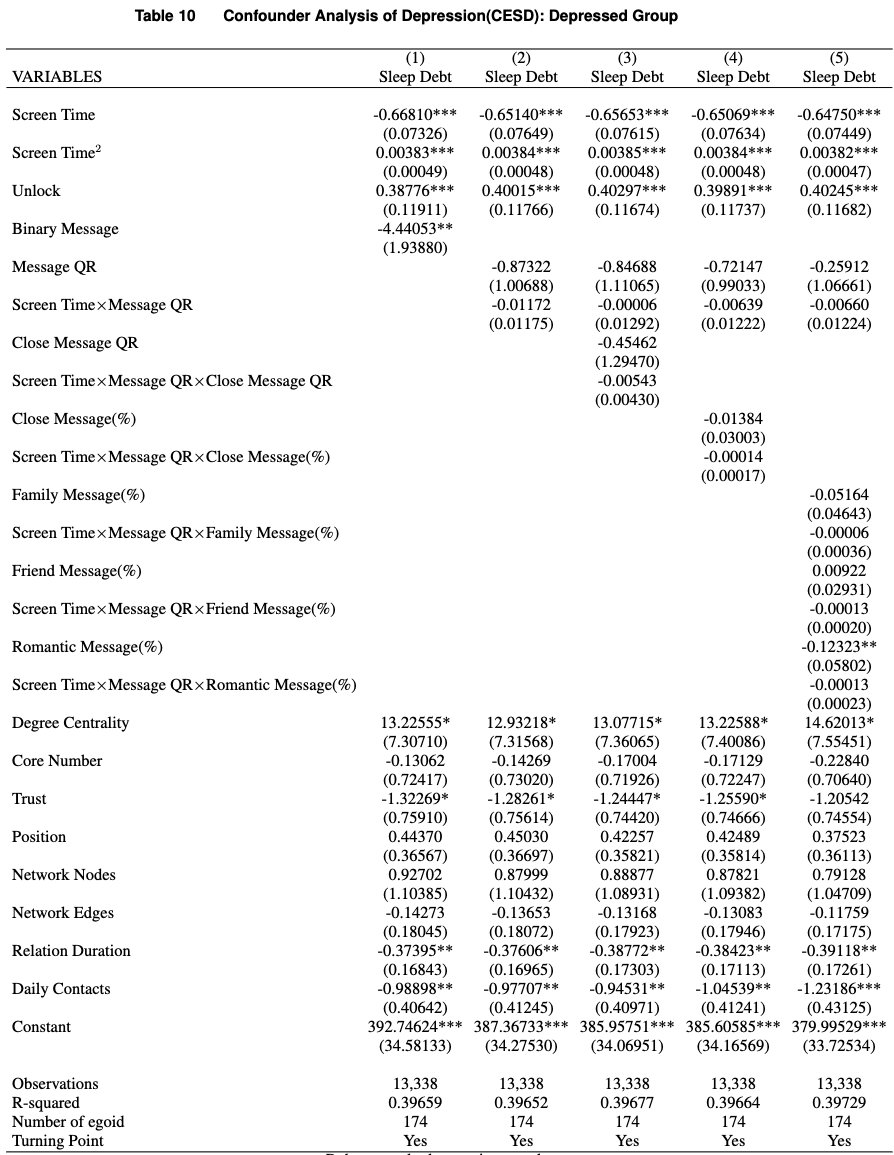 Table 10 Confounder Analysis of Depression(CESD): Depressed Group
(1) (2) (3) (4) (5)
VARIABLES Sleep Debt Sleep Debt Sleep Debt Sleep Debt Sleep Debt
Screen Time -0.66810*** -0.65140*** -0.65653*** -0.65069*** -0.64750***
(0.07326) (0.07649) (0.07615) (0.07634) (0.07449)
Screen Time² 0.00383*** 0.00384*** 0.00385*** 0.00384*** 0.00382***
(0.00049) (0.00048) (0.00048) (0.00048) (0.00047)
Unlock 0.38776*** 0.40015*** 0.40297*** 0.39891*** 0.40245***
(0.11911) (0.11766) (0.11674) (0.11737) (0.11682)
Binary Message -4.44053**
(1.93880)
Message QR -0.87322 -0.84688 -0.72147 -0.25912
(1.00688) (1.11065) (0.99033) (1.06661)
Screen Time×Message QR -0.01172 -0.00006 -0.00639 -0.00660
(0.01175) (0.01292) (0.01222) (0.01224)
Close Message QR -0.45462
(1.29470)
Screen Time×Message QR×Close Message QR -0.00543
(0.00430)
Close Message(%) -0.01384
(0.03003)
Screen Time×Message QR×Close Message(%) -0.00014
(0.00017)
Family Message(%) -0.05164
(0.04643)
Screen Time×Message QR×Family Message(%) -0.00006
(0.00036)
Friend Message(%) 0.00922
(0.02931)
Screen Time×Message QR×Friend Message(%) -0.00013
(0.00020)
Romantic Message(%) -0.12323**
(0.05802)
Screen Time×Message QR×Romantic Message(%) -0.00013
(0.00023)
Degree Centrality 13.22555* 12.93218* 13.07715* 13.22588* 14.62013*
(7.30710) (7.31568) (7.36065) (7.40086) (7.55451)
Core Number -0.13062 -0.14269 -0.17004 -0.17129 -0.22840
(0.72417) (0.73020) (0.71926) (0.72247) (0.70640)
Trust -1.32269* -1.28261* -1.24447* -1.25590* -1.20542
(0.75910) (0.75614) (0.74420) (0.74666) (0.74554)
Position 0.44370 0.45030 0.42257 0.42489 0.37523
(0.36567) (0.36697) (0.35821) (0.35814) (0.36113)
Network Nodes 0.92702 0.87999 0.88877 0.87821 0.79128
(1.10385) (1.10432) (1.08931) (1.09382) (1.04709)
Network Edges -0.14273 -0.13653 -0.13168 -0.13083 -0.11759
(0.18045) (0.18072) (0.17923) (0.17946) (0.17175)
Relation Duration -0.37395** -0.37606** -0.38772** -0.38423** -0.39118**
(0.16843) (0.16965) (0.17303) (0.17113) (0.17261)
Daily Contacts -0.98898** -0.97707** -0.94531** -1.04539** -1.23186***
(0.40642) (0.41245) (0.40971) (0.41241) (0.43125)
Constant 392.74624*** 387.36733*** 385.95751*** 385.60585*** 379.99529***
(34.58133) (34.27530) (34.06951) (34.16569) (33.72534)
Observations 13,338 13,338 13,338 13,338 13,338
R-squared 0.39659 0.39652 0.39677 0.39664 0.39729
Number of egoid 174 174 174 174 174
Turning Point Yes Yes Yes Yes Yes